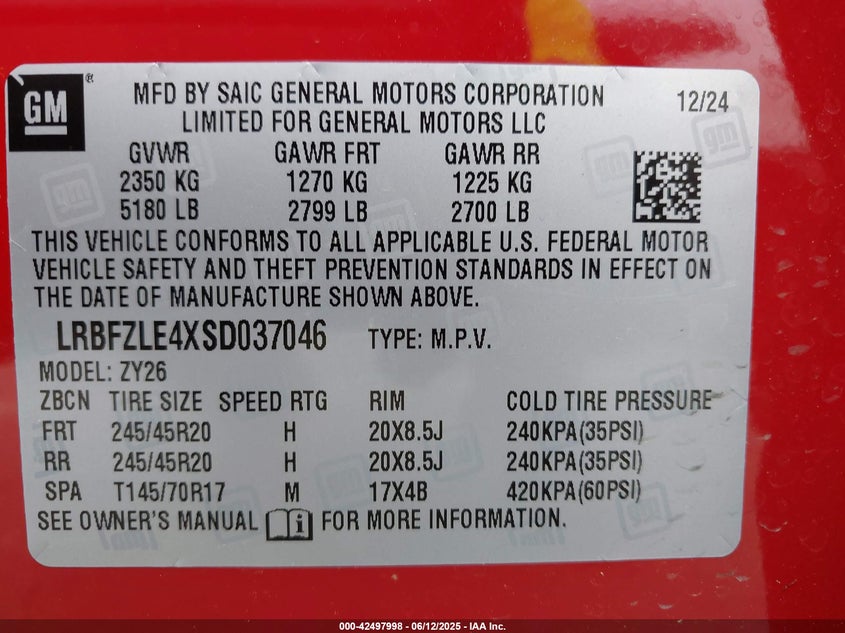 GM ®
MFD BY SAIC GENERAL MOTORS CORPORATION 12/24
LIMITED FOR GENERAL MOTORS LLC
GVWR GAWR FRT GAWR RR
2350 KG 1270 KG 1225 KG
5180 LB 2799 LB 2700 LB
THIS VEHICLE CONFORMS TO ALL APPLICABLE U.S. FEDERAL MOTOR
VEHICLE SAFETY AND THEFT PREVENTION STANDARDS IN EFFECT ON
THE DATE OF MANUFACTURE SHOWN ABOVE.
LRBFZLE4XSD037046 TYPE: M.P.V.
MODEL: ZY26
ZBCN TIRE SIZE SPEED RTG RIM COLD TIRE PRESSURE
FRT 245/45R20 H 20X8.5J 240KPA(35PSI)
RR 245/45R20 H 20X8.5J 240KPA(35PSI)
SPA T145/70R17 M 17X4B 420KPA(60PSI)
SEE OWNER'S MANUAL i FOR MORE INFORMATION.
000-42497998 - 06/12/2025 - IAA Inc.